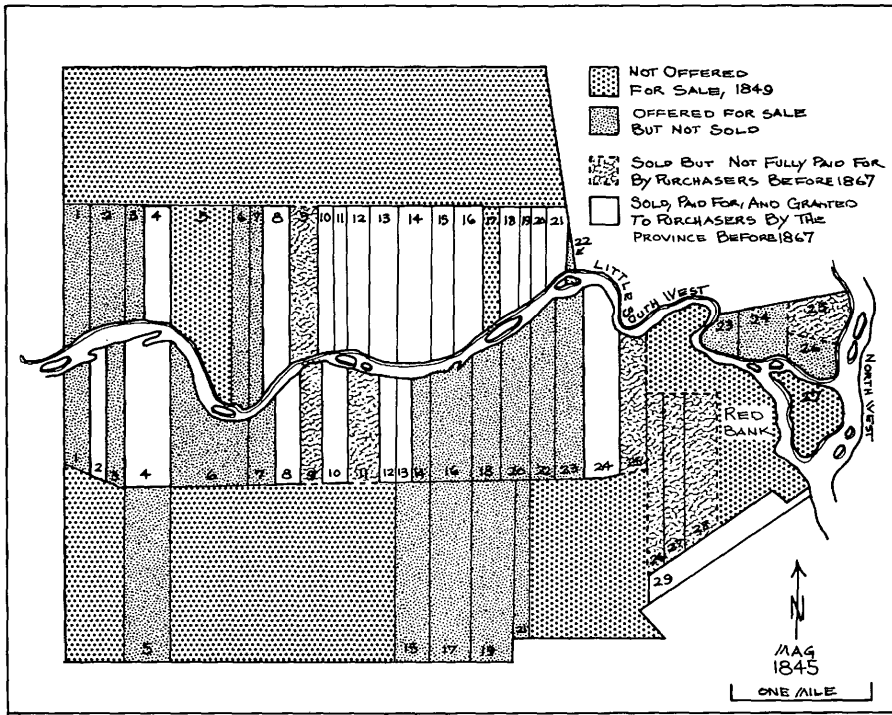 NOT OFFERED
FOR SALE, 1849
OFFERED FOR SALE
BUT NOT SOLD
SOLD BUT NOT FULLY PAID FOR
BY PURCHASERS BEFORE 1867
SOLD, PAID FOR, AND GRANTED
TO PURCHASERS BY THE
PROVINCE BEFORE 1867
1 2 3 4 5 6 7 8 9 10 11 12 13 14 15 16 17 18 19 20 21
22
LITTLE SOUTH WEST
23 24 25
26
NORTH WEST
27
RED
BANK
1 2 3 4 6 7 8 9 10 11 12 13 14 16 18 20 22 23 24 25
26 27 28
29
5 15 17 19 21
N
MAG
1845
ONE MILE